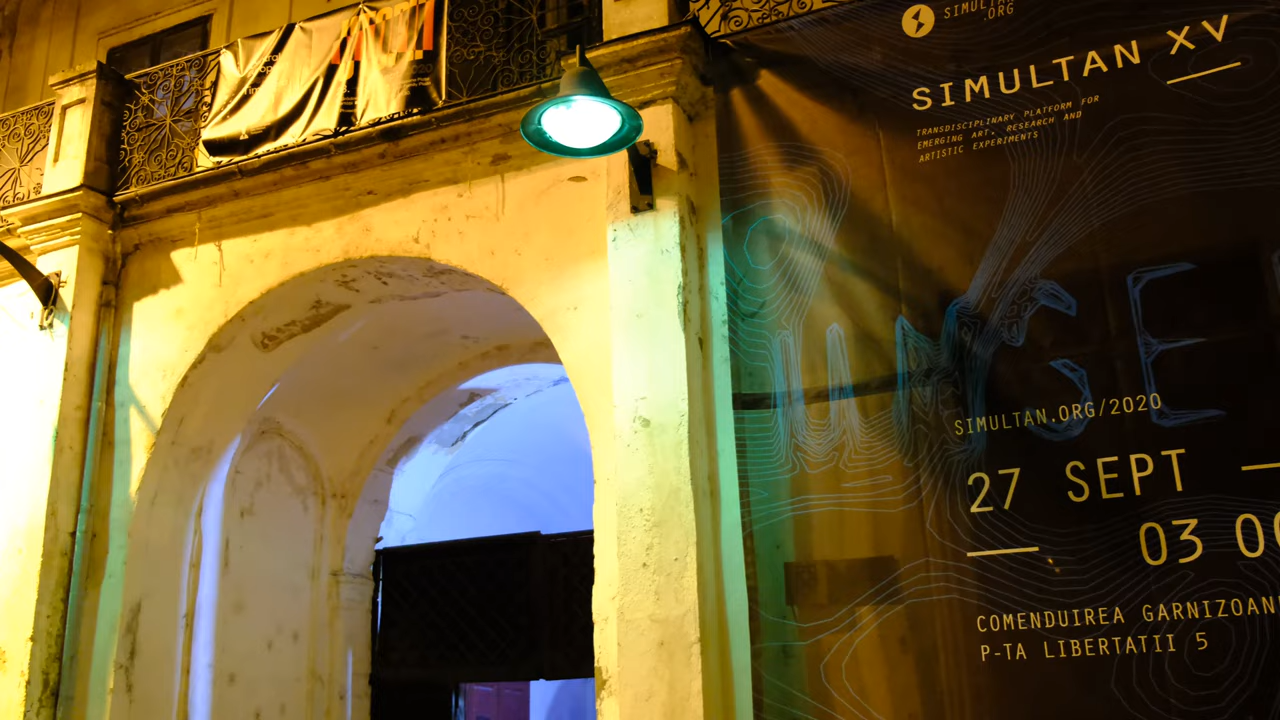 SIMULTAN
.ORG
SIMULTAN XV
TRANSDISCIPLINARY PLATFORM FOR
EMERGING ART, RESEARCH AND
ARTISTIC EXPERIMENTS
SIMULTAN.ORG/2020
27 SEPT —
— 03
COMENDUIREA
P-TA LIBERTATII 5